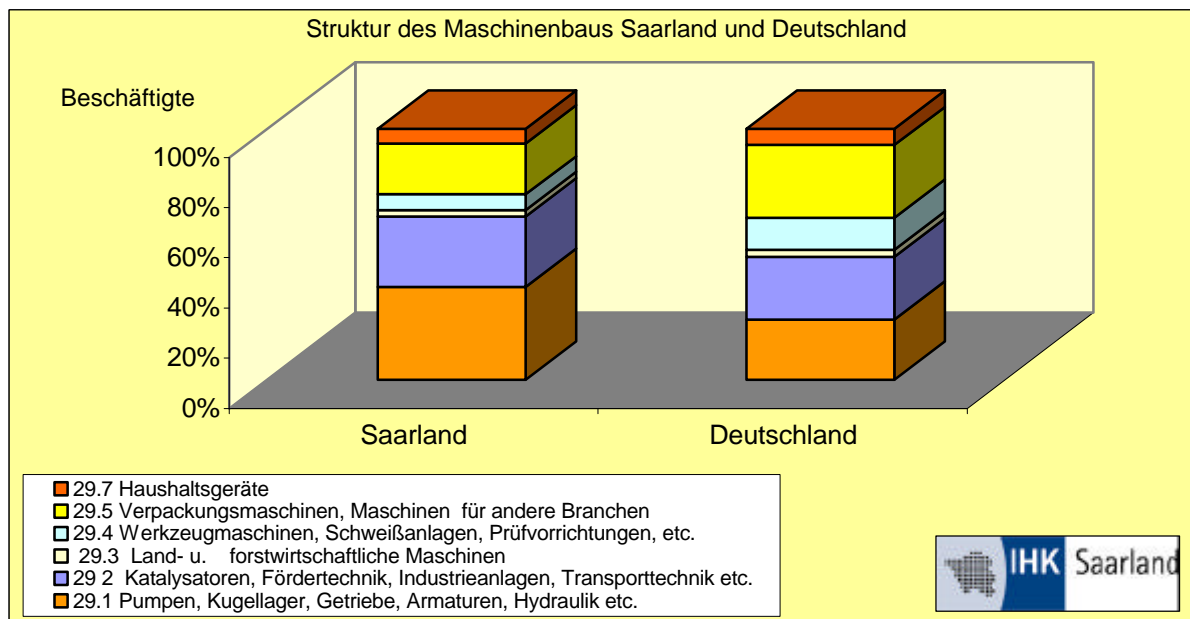 Struktur des Maschinenbaus Saarland und Deutschland
Beschäftigte
100%
80%
60%
40%
20%
0%
Saarland
Deutschland
29.7 Haushaltsgeräte
29.5 Verpackungsmaschinen, Maschinen für andere Branchen
29.4 Werkzeugmaschinen, Schweißanlagen, Prüfvorrichtungen, etc.
29.3 Land- u. forstwirtschaftliche Maschinen
29 2 Katalysatoren, Fördertechnik, Industrieanlagen, Transporttechnik etc.
29.1 Pumpen, Kugellager, Getriebe, Armaturen, Hydraulik etc.
IHK Saarland